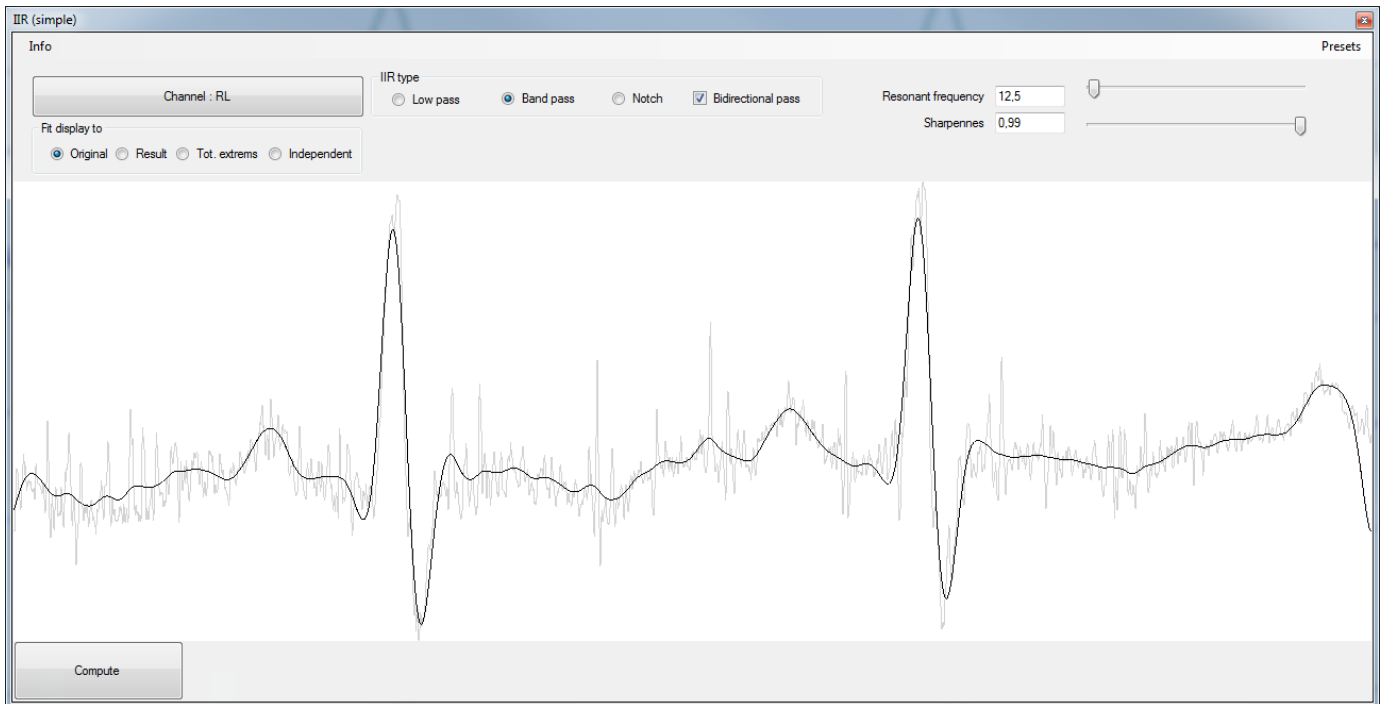 IIR (simple)
Info
Presets
Channel : RL
IIR type
Low pass
Band pass
Notch
Bidirectional pass
Resonant frequency 12,5
Sharpennes 0,99
Fit display to
Original
Result
Tot. extrems
Independent
Compute